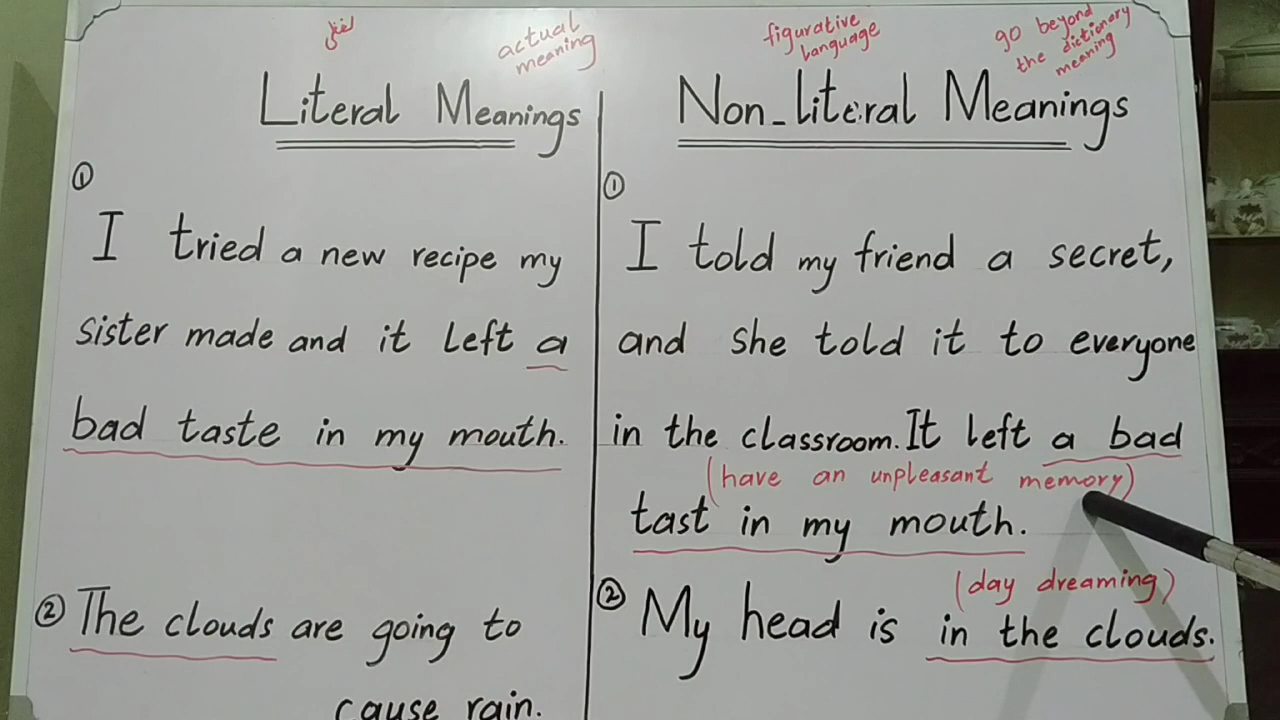 لفظی
actual
meaning
Literal Meanings
①
I tried a new recipe my
sister made and it left a
bad taste in my mouth.
② The clouds are going to
cause rain.
figurative
language
go beyond
the dictionary
meaning
Non_literal Meanings
①
I told my friend a secret,
and she told it to everyone
in the classroom. It left a bad
(have an unpleasant memory)
tast in my mouth.
(day dreaming)
② My head is in the clouds.